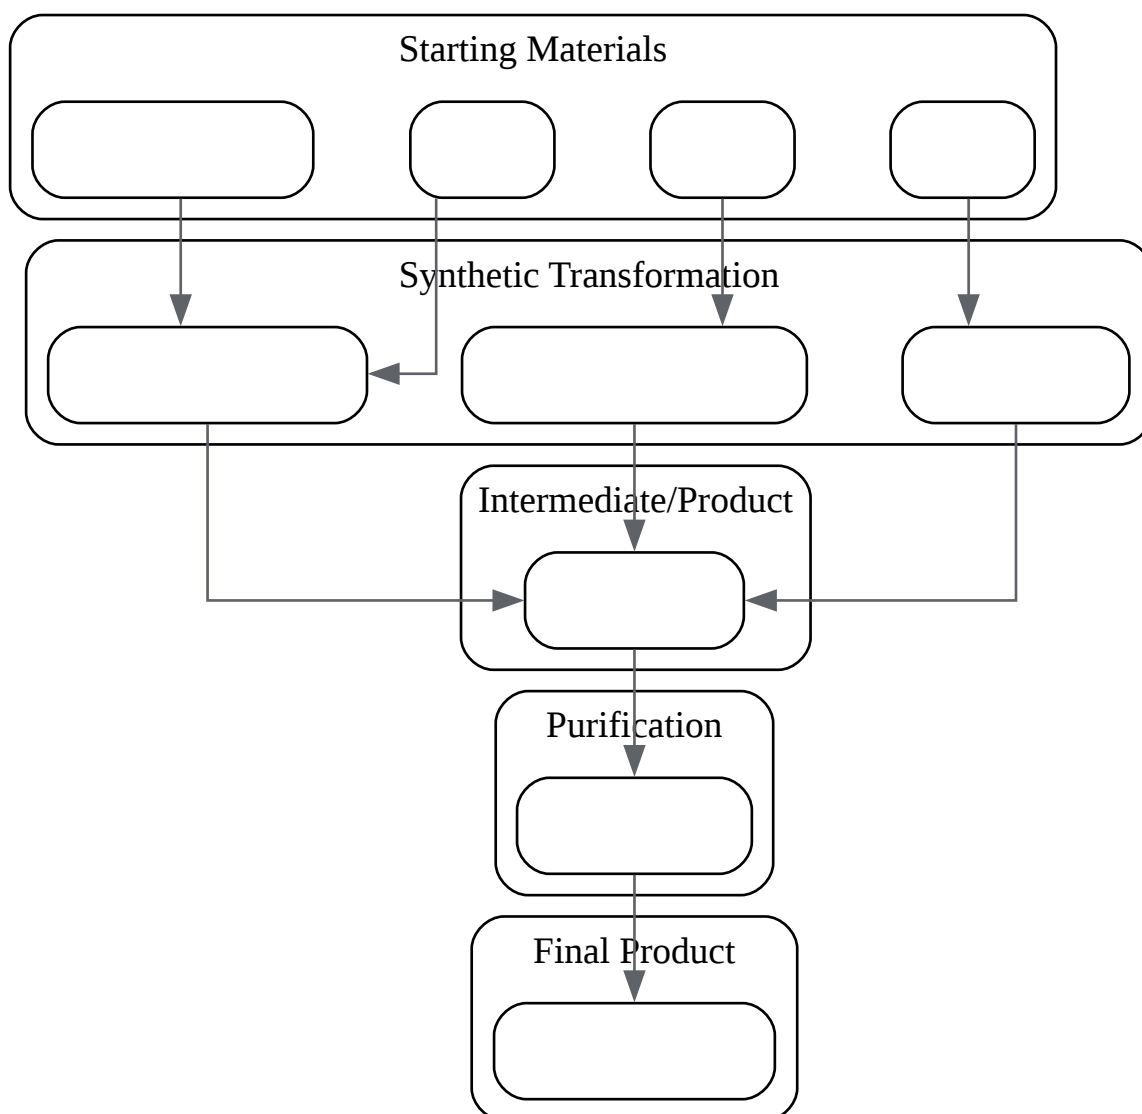 Starting Materials
Synthetic Transformation
Intermediate/Product
Purification
Final Product